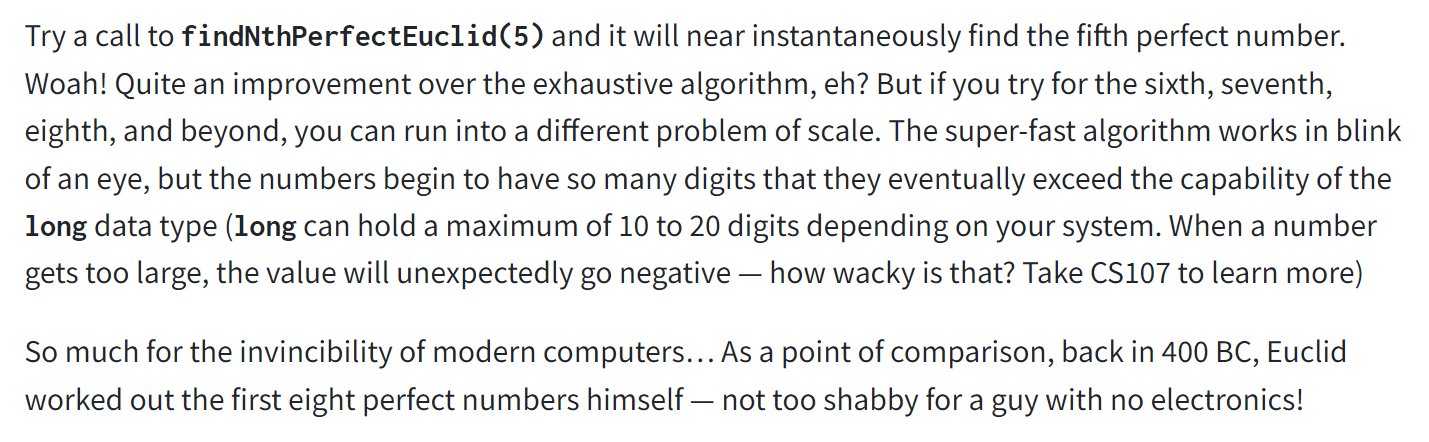 Try a call to findNthPerfectEuclid(5) and it will near instantaneously find the fifth perfect number.
Woah! Quite an improvement over the exhaustive algorithm, eh? But if you try for the sixth, seventh,
eighth, and beyond, you can run into a different problem of scale. The super-fast algorithm works in blink
of an eye, but the numbers begin to have so many digits that they eventually exceed the capability of the
long data type (long can hold a maximum of 10 to 20 digits depending on your system. When a number
gets too large, the value will unexpectedly go negative — how wacky is that? Take CS107 to learn more)
So much for the invincibility of modern computers… As a point of comparison, back in 400 BC, Euclid
worked out the first eight perfect numbers himself — not too shabby for a guy with no electronics!